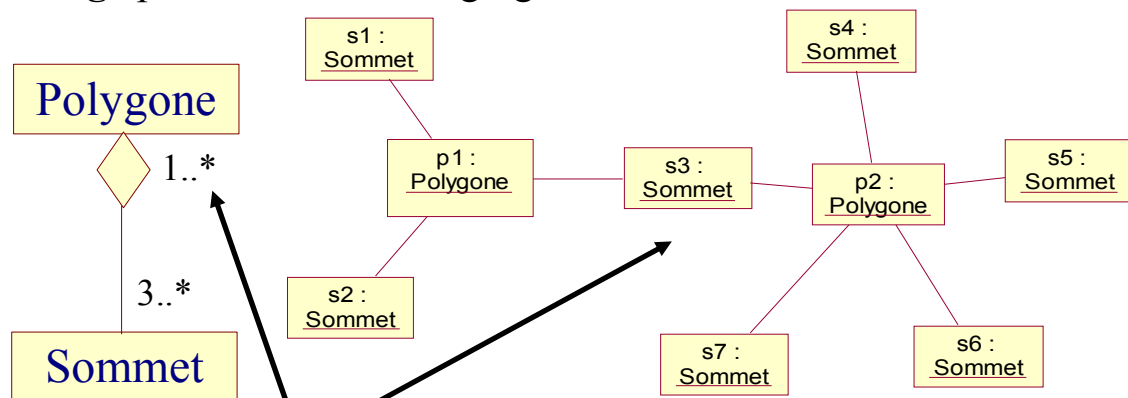 s1 :
Sommet
s4 :
Sommet
Polygone
1..*
p1 :
Polygone
s3 :
Sommet
p2 :
Polygone
s5 :
Sommet
3..*
s2 :
Sommet
Sommet
s7 :
Sommet
s6 :
Sommet